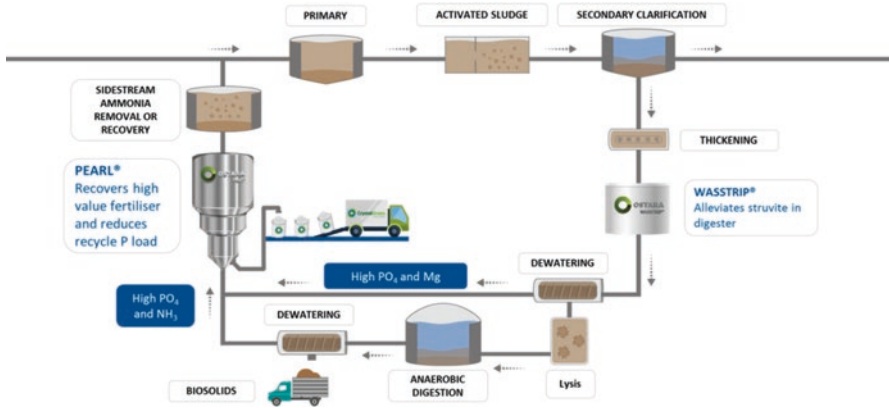 PRIMARY
ACTIVATED SLUDGE
SECONDARY CLARIFICATION
SIDESTREAM
AMMONIA
REMOVAL OR
RECOVERY
THICKENING
PEARL®
Recovers high
value fertiliser
and reduces
recycle P load
OSTARA
WASSTRIP®
WASSTRIP®
Alleviates struvite in
digester
High PO₄ and Mg
DEWATERING
High PO₄
and NH₃
DEWATERING
ANAEROBIC
DIGESTION
Lysis
BIOSOLIDS